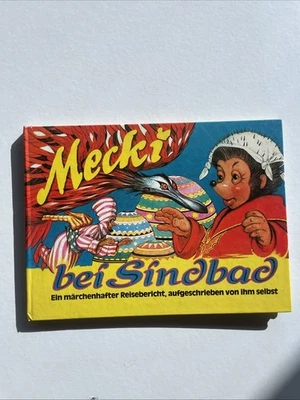 Mecki
bei Sindbad
Ein märchenhafter Reisebericht, aufgeschrieben von ihm selbst